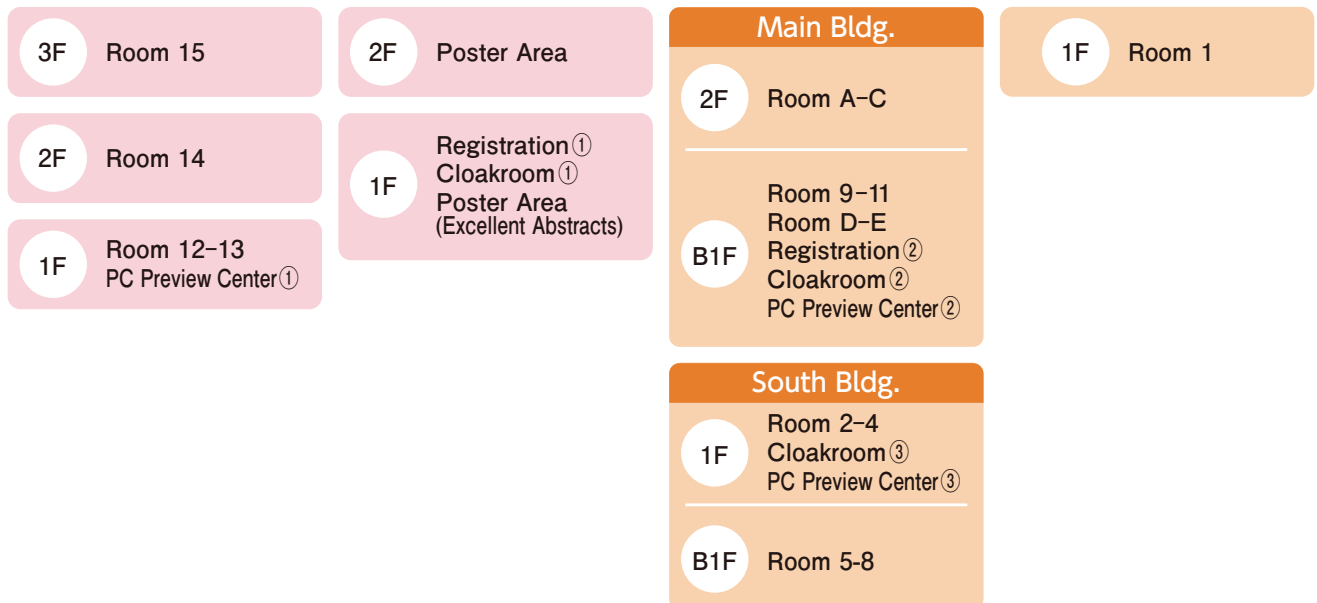 3F Room 15
2F Room 14
1F Room 12-13
PC Preview Center①
2F Poster Area
1F Registration①
Cloakroom①
Poster Area
(Excellent Abstracts)
Main Bldg.
2F Room A-C
B1F Room 9-11
Room D-E
Registration②
Cloakroom②
PC Preview Center②
South Bldg.
1F Room 2-4
Cloakroom③
PC Preview Center③
B1F Room 5-8
1F Room 1